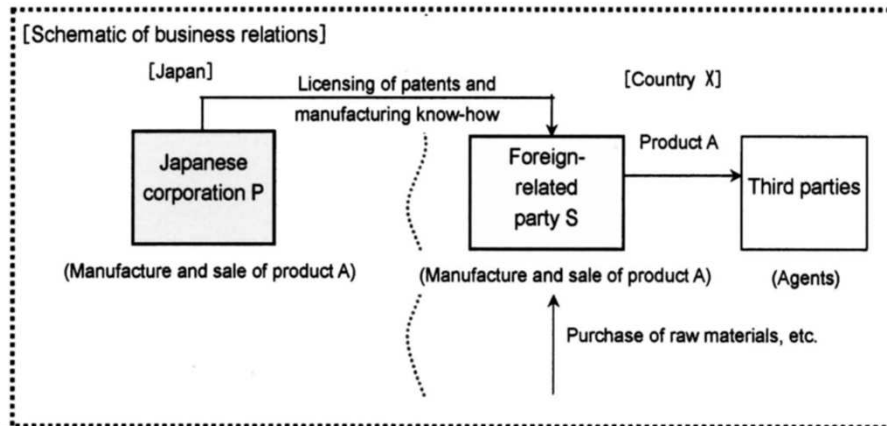 [Schematic of business relations]
[Japan]
Licensing of patents and
manufacturing know-how
[Country X]
Japanese
corporation P
Foreign-
related
party S
Product A
Third parties
(Manufacture and sale of product A)
(Manufacture and sale of product A)
(Agents)
Purchase of raw materials, etc.